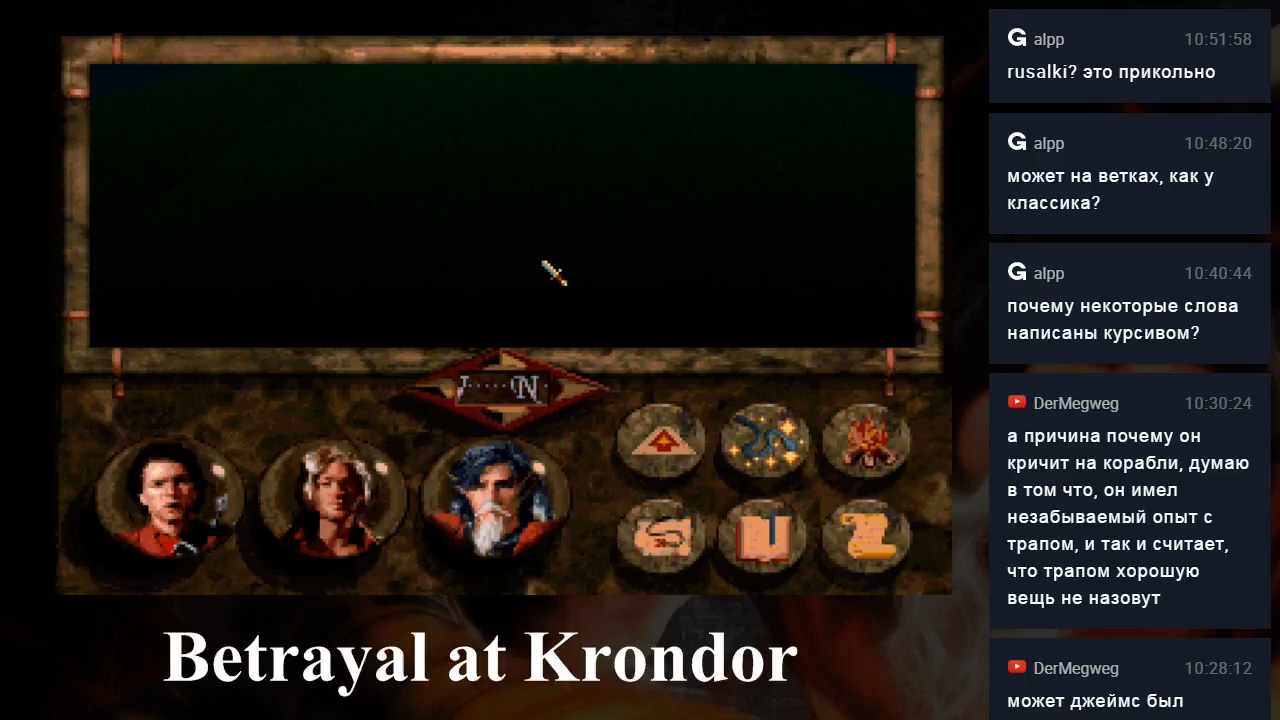 N
Betrayal at Krondor
G alpp 10:51:58
rusalki? это прикольно
G alpp 10:48:20
может на ветках, как у
классика?
G alpp 10:40:44
почему некоторые слова
написаны курсивом?
DerMegweg 10:30:24
а причина почему он
кричит на корабли, думаю
в том что, он имел
незабываемый опыт с
трапом, и так и считает,
что трапом хорошую
вещь не назовут
DerMegweg 10:28:12
может джеймс был